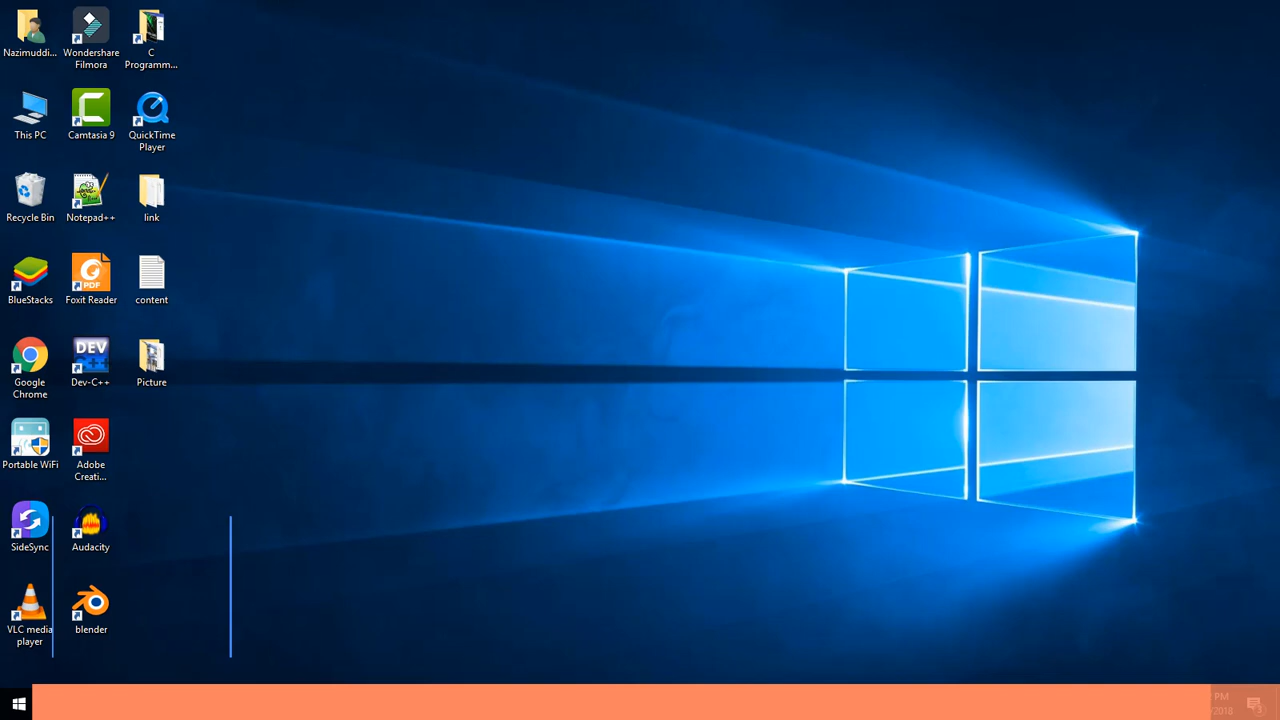 Nazimuddi...
Wondershare
Filmora
C
Programm...
This PC
Camtasia 9
QuickTime
Player
Recycle Bin
Notepad++
link
BlueStacks
Foxit Reader
content
Google
Chrome
Dev-C++
Picture
Portable WiFi
Adobe
Creati...
SideSync
Audacity
VLC media
player
blender
PM
2018